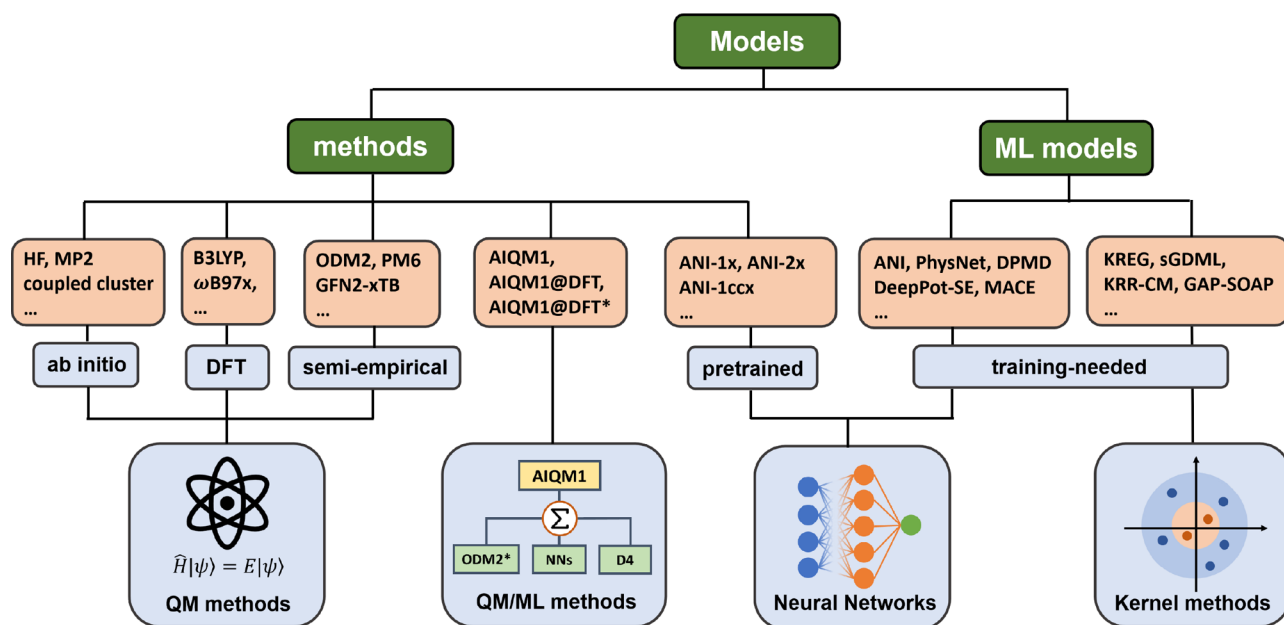 Models
methods
ML models
HF, MP2
coupled cluster
...
B3LYP,
ωB97x,
...
ODM2, PM6
GFN2-xTB
...
AIQM1,
AIQM1@DFT,
AIQM1@DFT*
ANI-1x, ANI-2x
ANI-1ccx
...
ANI, PhysNet, DPMD
DeepPot-SE, MACE
...
KREG, sGDML,
KRR-CM, GAP-SOAP
...
ab initio
DFT
semi-empirical
pretrained
training-needed
Ĥ|ψ⟩ = E|ψ⟩
QM methods
AIQM1
Σ
ODM2*
NNs
D4
QM/ML methods
Neural Networks
Kernel methods